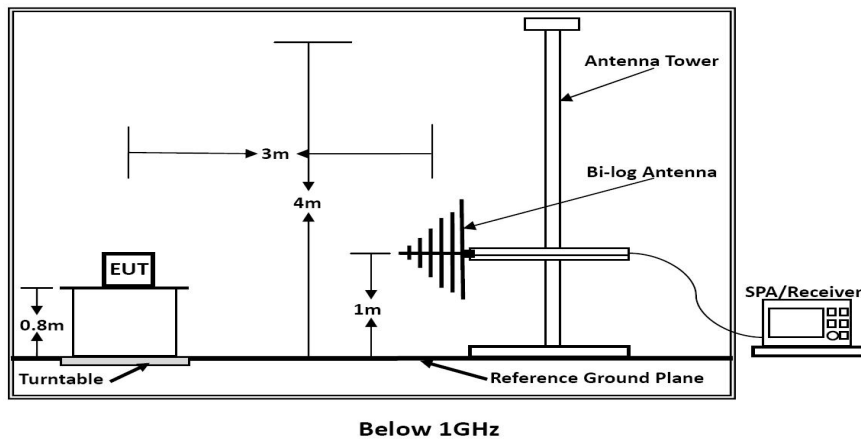 Antenna Tower
3m
Bi-log Antenna
4m
EUT
SPA/Receiver
0.8m
1m
Turntable
Reference Ground Plane
Below 1GHz